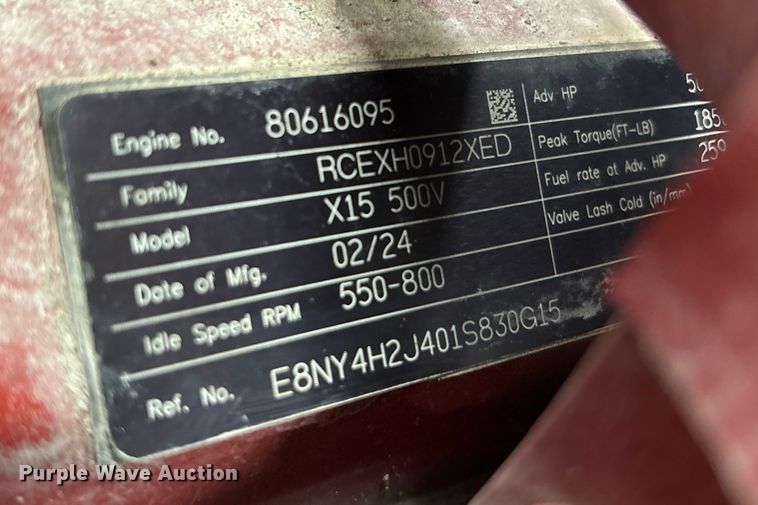 Engine No. 80616095
Family RCEXH0912XED
Model X15 500V
Date of Mfg. 02/24
Idle Speed RPM 550-800
Ref. No. E8NY4H2J401S830G15
Adv HP
Peak Torque(FT-LB) 185
Fuel rate at Adv. HP 259
Valve Lash Cold (in/mm)
Purple Wave Auction